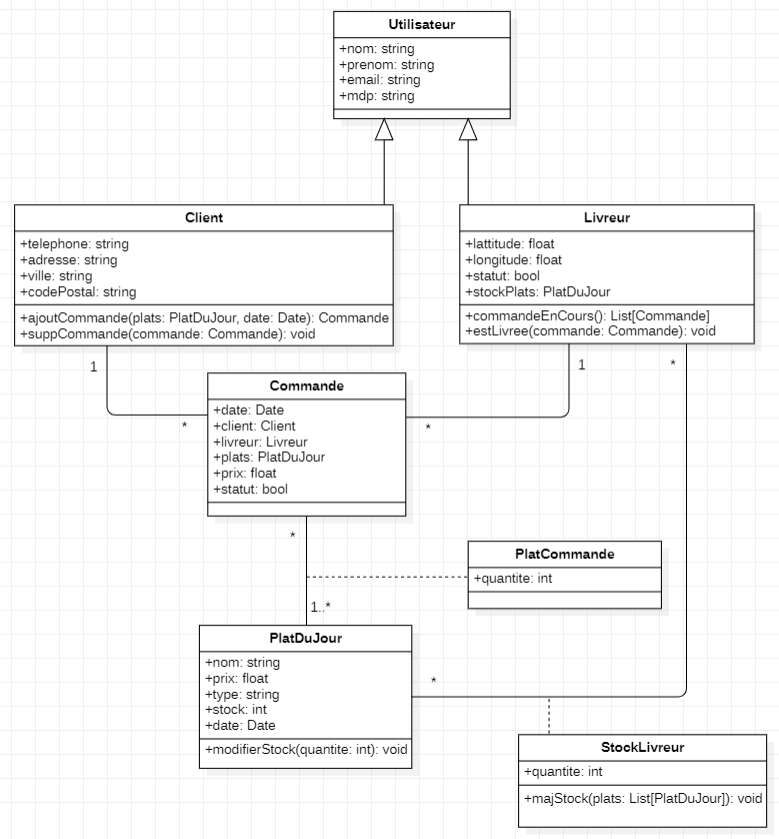 Utilisateur
+nom: string
+prenom: string
+email: string
+mdp: string
Client
+telephone: string
+adresse: string
+ville: string
+codePostal: string
+ajoutCommande(plats: PlatDuJour, date: Date): Commande
+suppCommande(commande: Commande): void
Livreur
+lattitude: float
+longitude: float
+statut: bool
+stockPlats: PlatDuJour
+commandeEnCours(): List[Commande]
+estLivree(commande: Commande): void
1
*
1
*
*
Commande
+date: Date
+client: Client
+livreur: Livreur
+plats: PlatDuJour
+prix: float
+statut: bool
*
1..*
PlatCommande
+quantite: int
PlatDuJour
+nom: string
+prix: float
+type: string
+stock: int
+date: Date
+modifierStock(quantite: int): void
*
StockLivreur
+quantite: int
+majStock(plats: List[PlatDuJour]): void